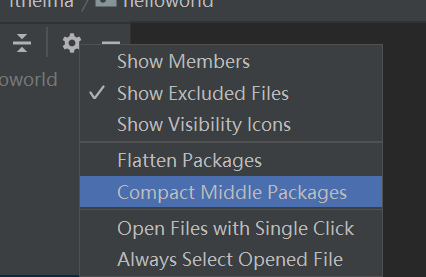 helloworld
oworld
Show Members
Show Excluded Files
Show Visibility Icons
Flatten Packages
Compact Middle Packages
Open Files with Single Click
Always Select Opened File